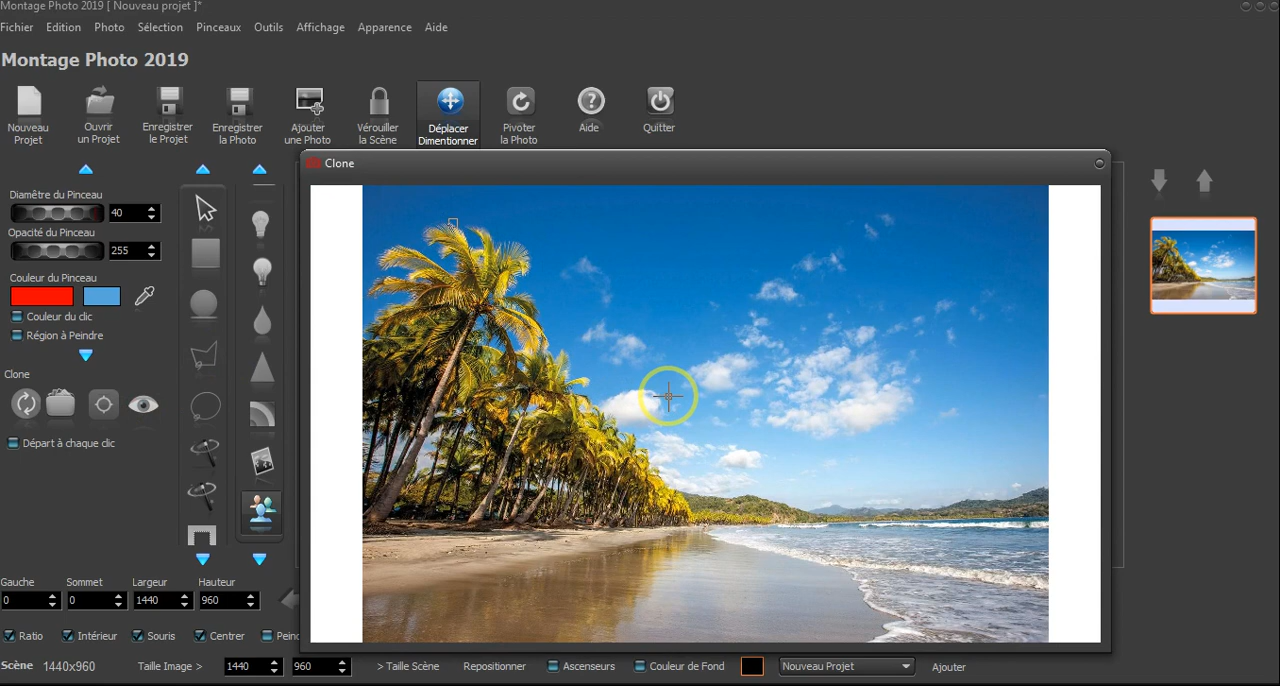 Montage Photo 2019 [ Nouveau projet ]*
Fichier Edition Photo Sélection Pinceaux Outils Affichage Apparence Aide
Montage Photo 2019
Nouveau Projet
Ouvrir un Projet
Enregistrer le Projet
Enregistrer la Photo
Ajouter une Photo
Vérouiller la Scène
Déplacer Dimentionner
Pivoter la Photo
Aide
Quitter
Clone
Diamêtre du Pinceau
40
Opacité du Pinceau
255
Couleur du Pinceau
Couleur du clic
Région à Peindre
Clone
Départ à chaque clic
Gauche Sommet Largeur Hauteur
0 0 1440 960
Ratio Intérieur Souris Centrer Peind
Scène 1440x960 Taille Image > 1440 960 > Taille Scène Repositionner Ascenseurs Couleur de Fond Nouveau Projet Ajouter